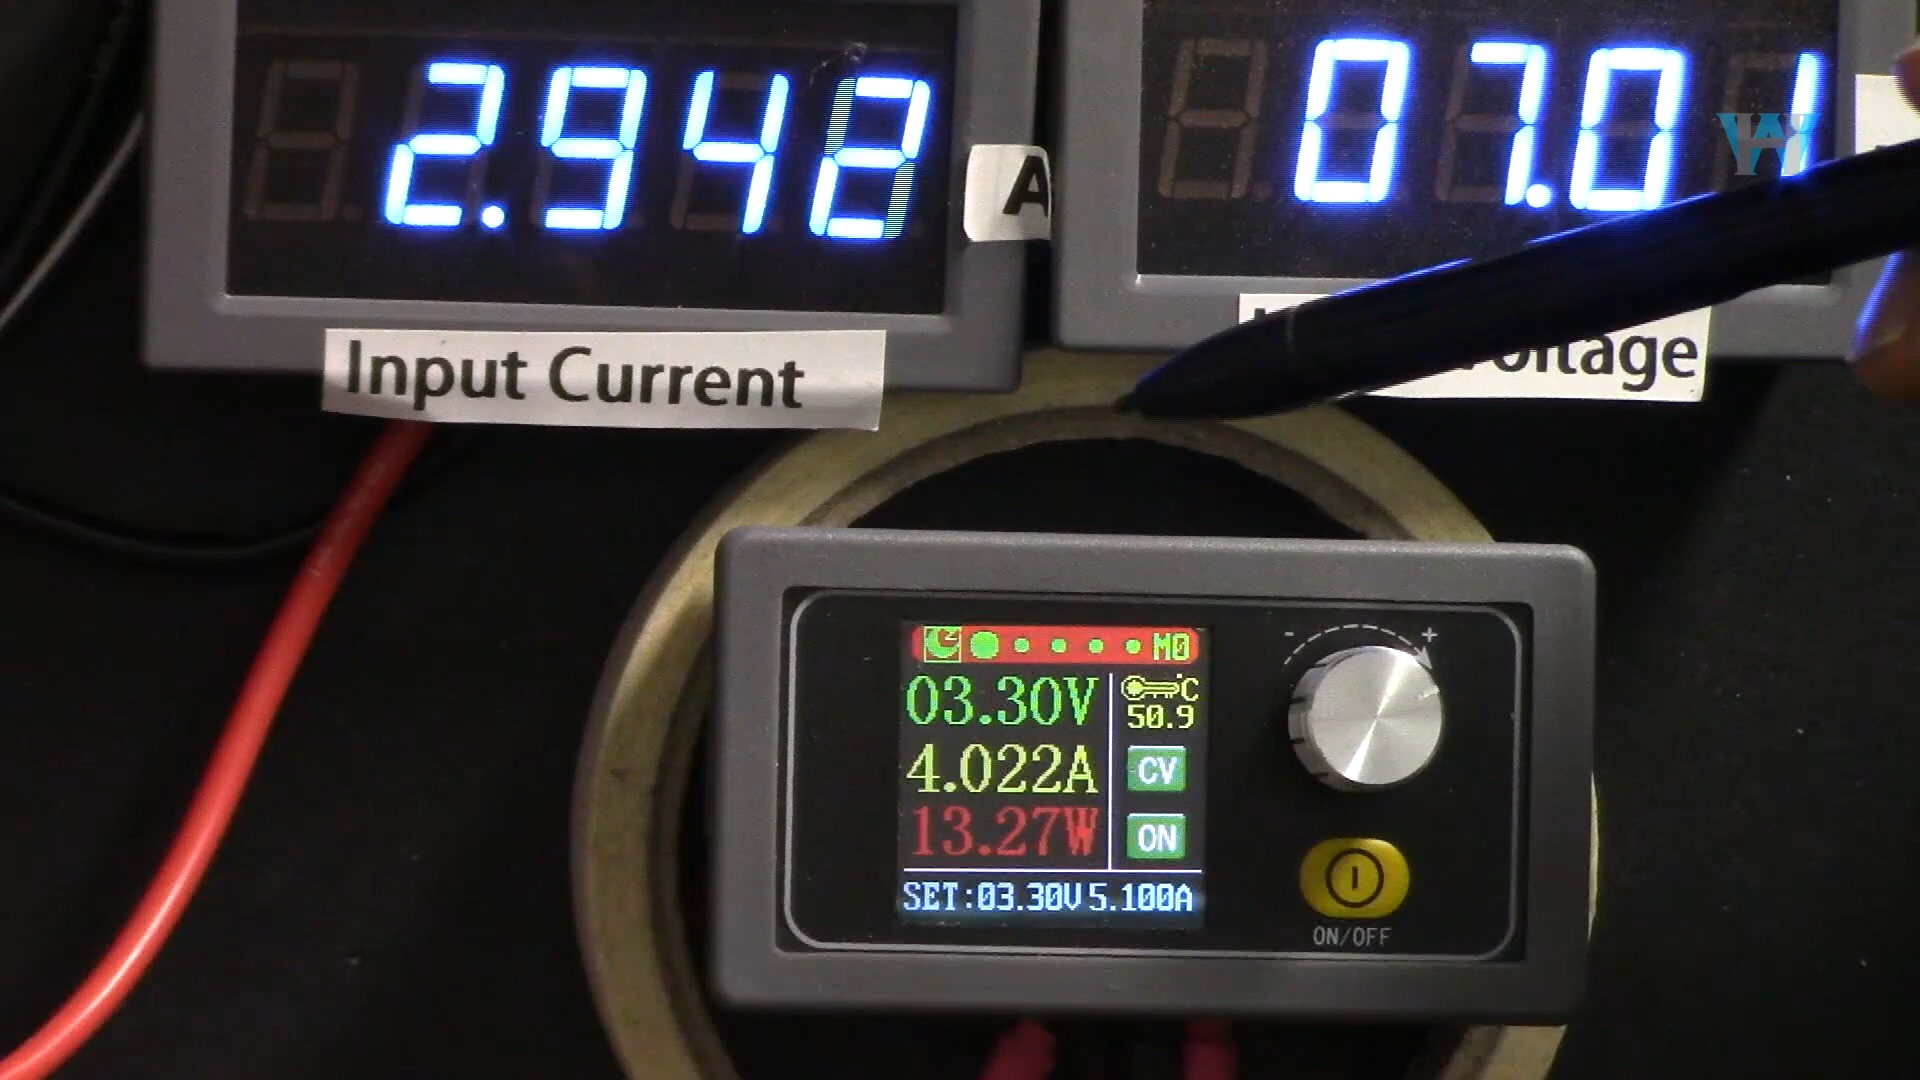 2.942
A
07.01
Input Current
Voltage
M0
- +
03.30V
°C
50.9
4.022A
CV
13.27W
ON
SET:03.30V 5.100A
ON/OFF